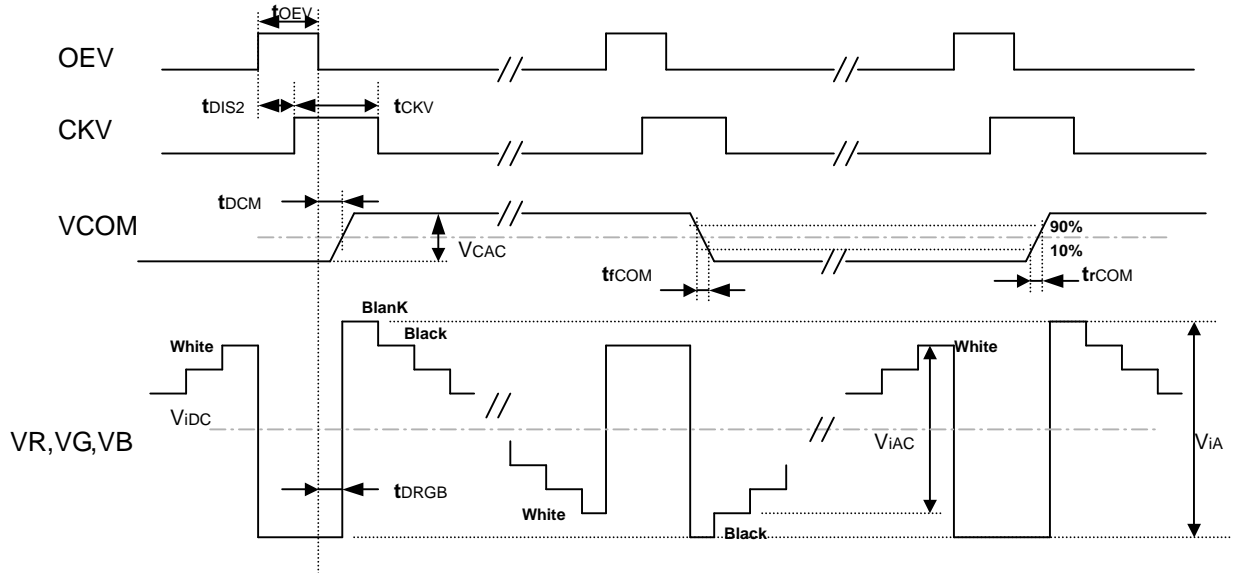 tOEV
OEV
tDIS2 tCKV
CKV
tDCM
VCOM
VCAC
90%
10%
tfCOM
trCOM
BlanK
Black
White
White
ViDC
VR,VG,VB
ViAC
ViA
tDRGB
White
Black